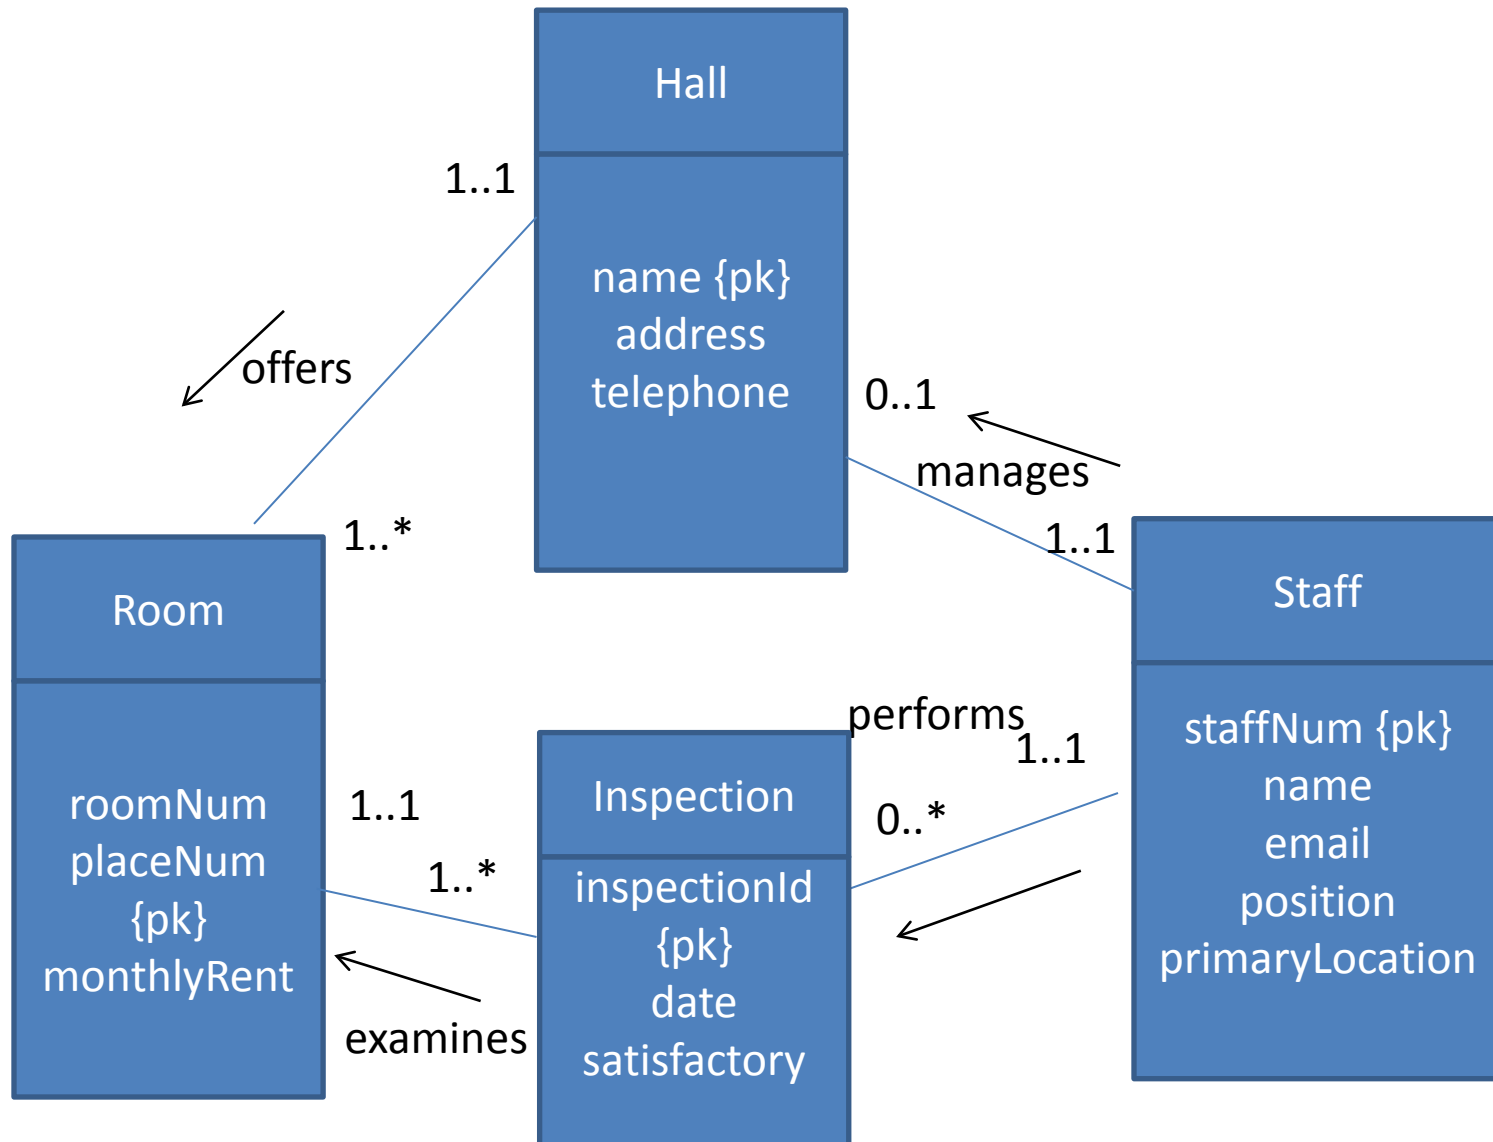 Hall
1..1
name {pk}
address
telephone
offers
0..1
manages
1..*
1..1
Room
Staff
roomNum
placeNum
{pk}
monthlyRent
1..1
1..*
examines
Inspection
inspectionId
{pk}
date
satisfactory
performs
1..1
0..*
staffNum {pk}
name
email
position
primaryLocation